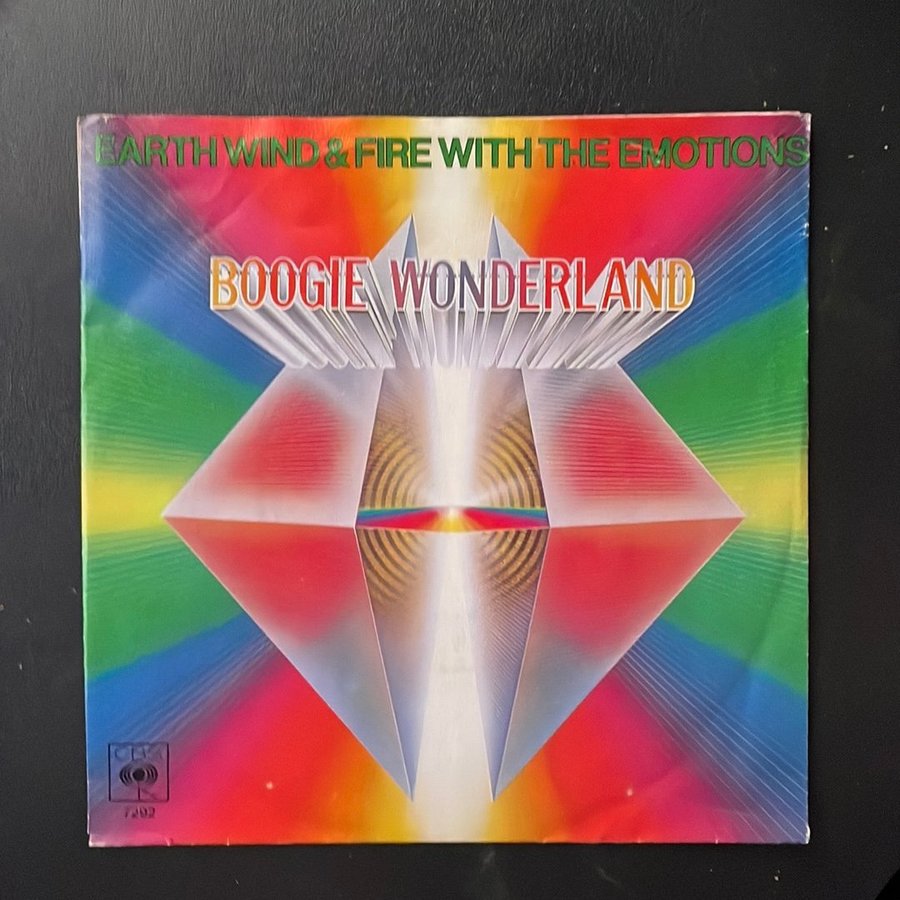 EARTH WIND & FIRE WITH THE EMOTIONS
BOOGIE WONDERLAND
CBS
7292